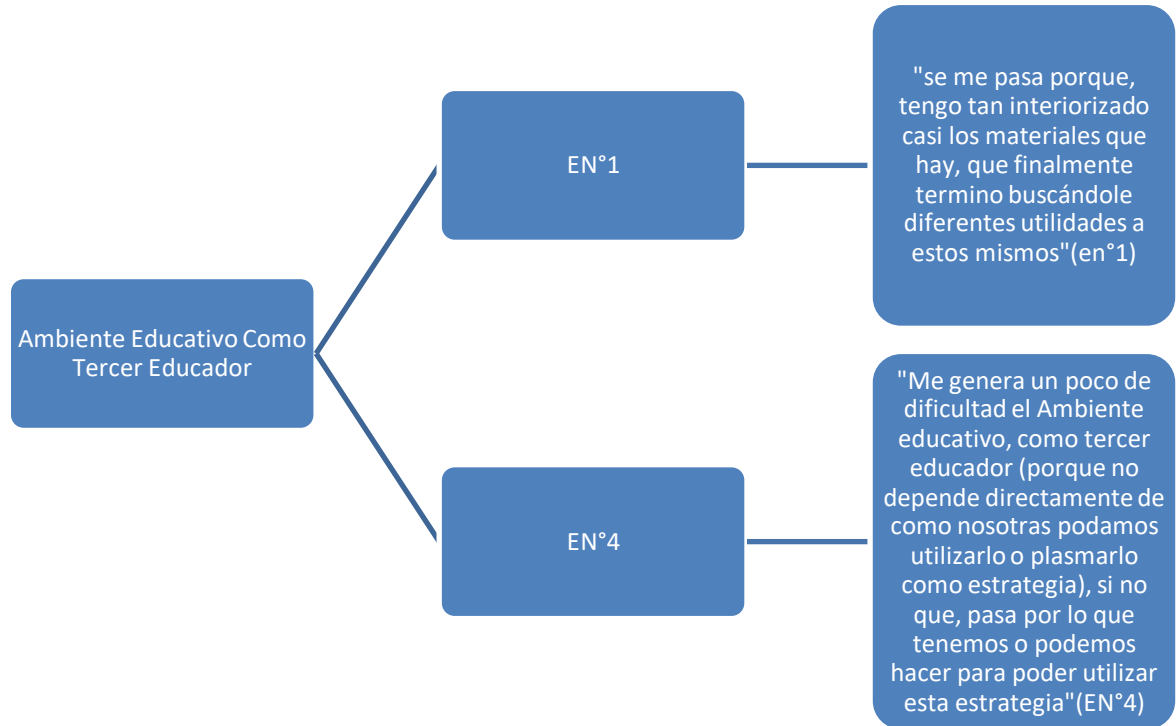 "se me pasa porque,
tengo tan interiorizado
casi los materiales que
hay, que finalmente
termino buscándole
diferentes utilidades a
estos mismos"(en°1)
EN°1
Ambiente Educativo Como
Tercer Educador
"Me genera un poco de
dificultad el Ambiente
educativo, como tercer
educador (porque no
depende directamente de
como nosotras podamos
utilizarlo o plasmarlo
como estrategia), si no
que, pasa por lo que
tenemos o podemos
hacer para poder utilizar
esta estrategia"(EN°4)
EN°4